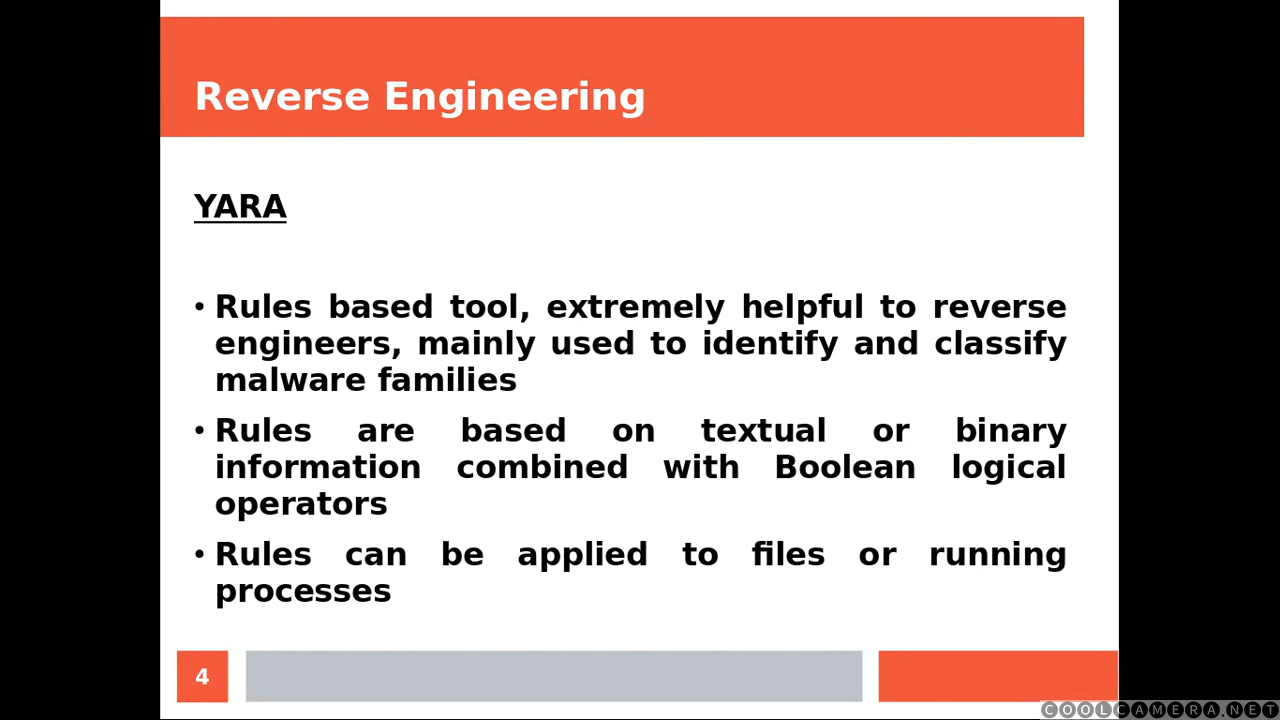 Reverse Engineering
YARA
• Rules based tool, extremely helpful to reverse
engineers, mainly used to identify and classify
malware families
• Rules are based on textual or binary
information combined with Boolean logical
operators
• Rules can be applied to files or running
processes
4
COOLCAMERA.NET